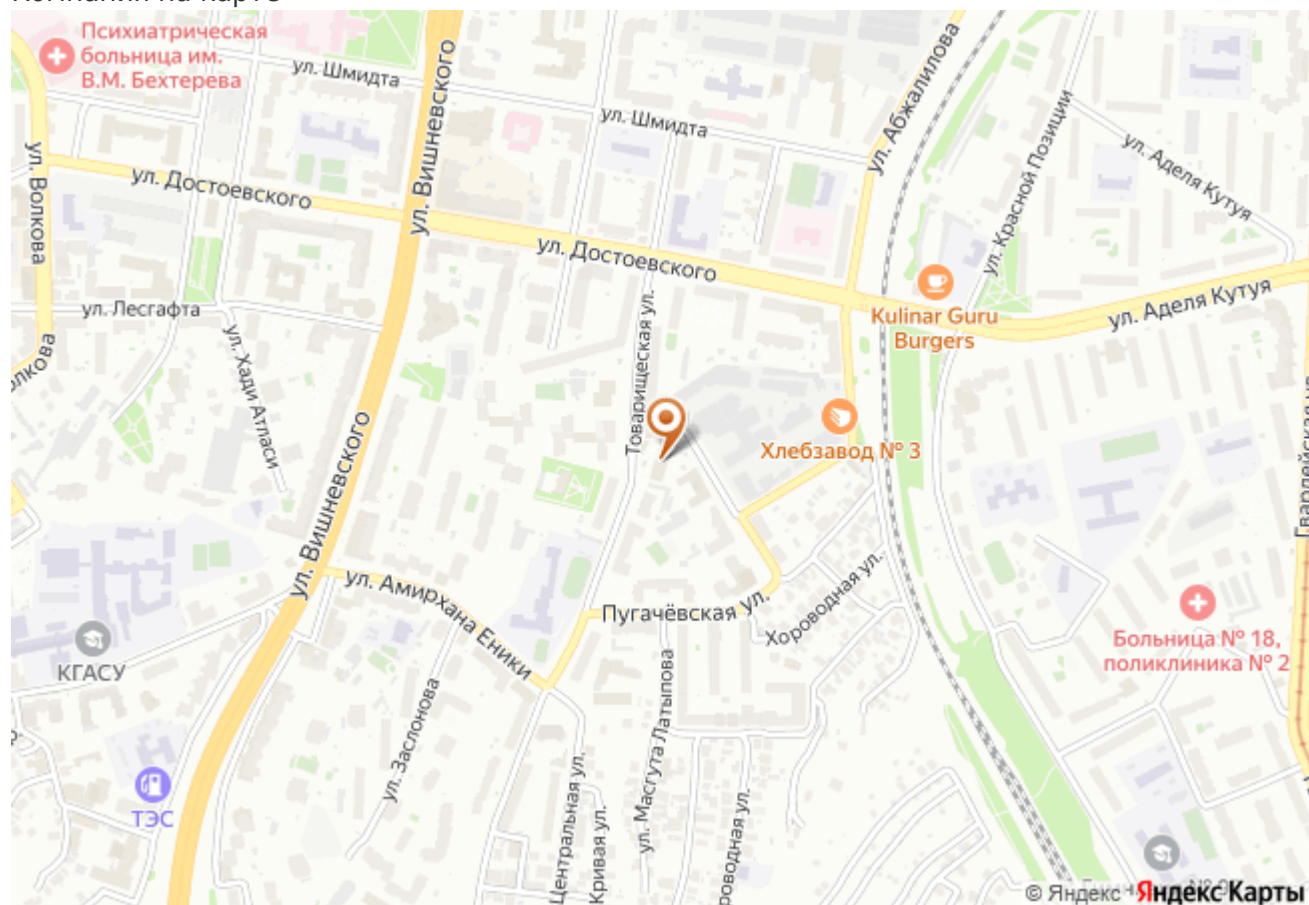 Психиатрическая
больница им.
В.М. Бехтерева
ул. Шмидта
ул. Вишневского
ул. Шмидта
ул. Абжалилова
ул. Красной Позиции
ул. Аделя Кутуя
ул. Волкова
ул. Достоевского
ул. Достоевского
Kulinar Guru
Burgers
ул. Аделя Кутуя
ул. Лесгафта
ул. Хади Атласи
Товарищеская ул.
Хлебзавод № 3
ул. Вишневского
ул. Амирхана Еники
Пугачёвская ул.
Хороводная ул.
КГАСУ
Больница № 18,
поликлиника № 2
ул. Заслонова
ул. Масгута Латыпова
ТЭС
Центральная ул.
Кривая ул.
© Яндекс
Яндекс Карты